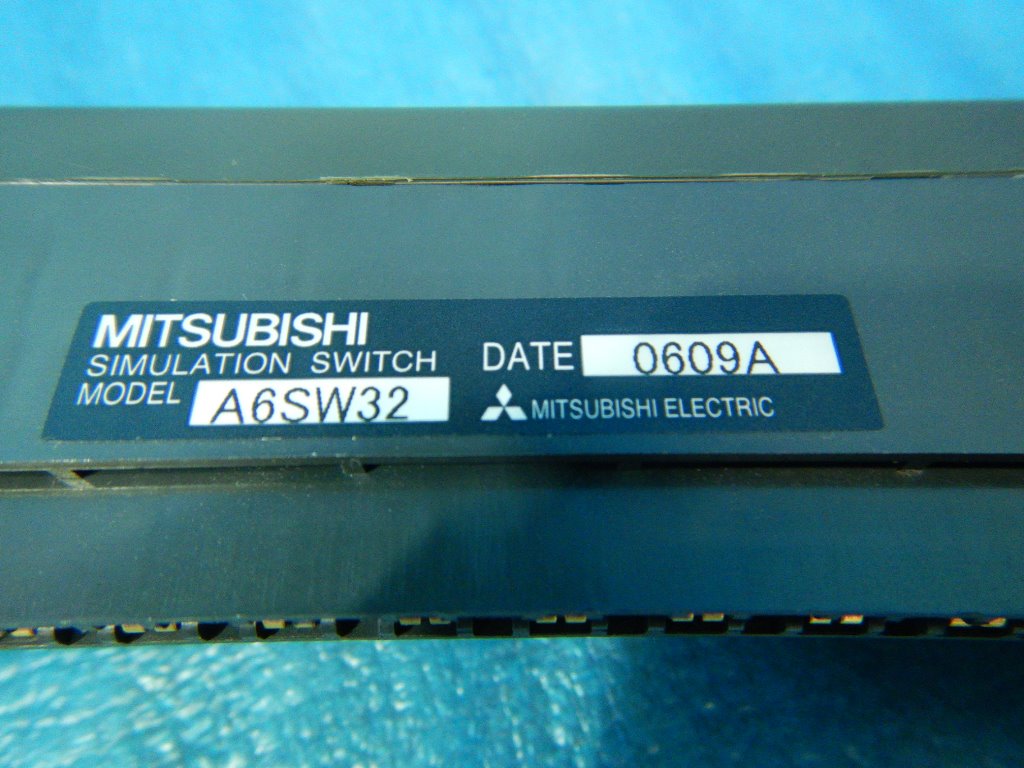 MITSUBISHI
SIMULATION SWITCH
MODEL A6SW32
DATE 0609A
MITSUBISHI ELECTRIC